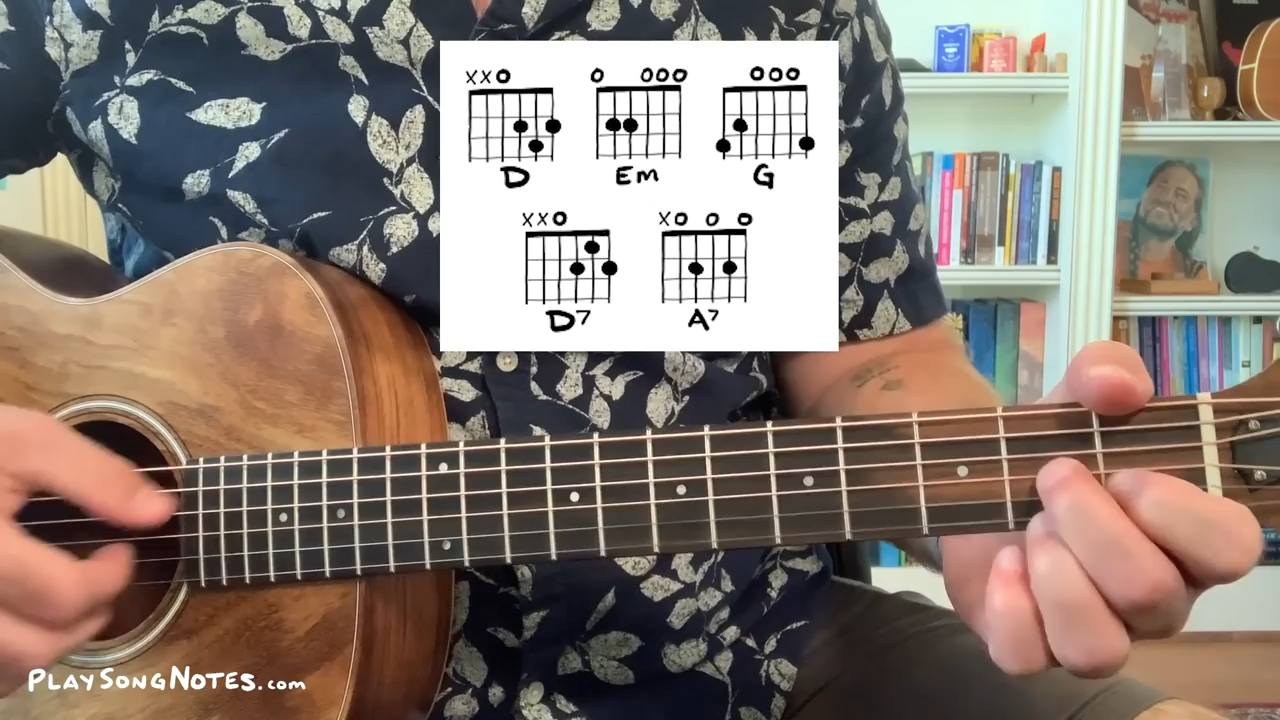 xxo o ooo ooo
D Em G
xxo xo o o
D7 A7
PLAYSONGNOTES.com